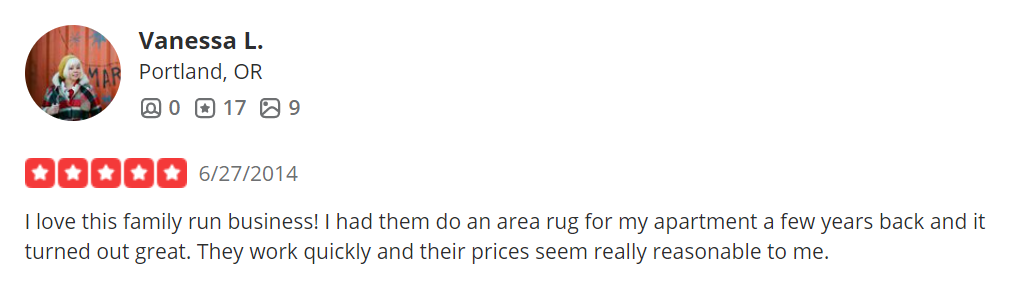 Vanessa L.
Portland, OR
0 17 9
6/27/2014
I love this family run business! I had them do an area rug for my apartment a few years back and it
turned out great. They work quickly and their prices seem really reasonable to me.